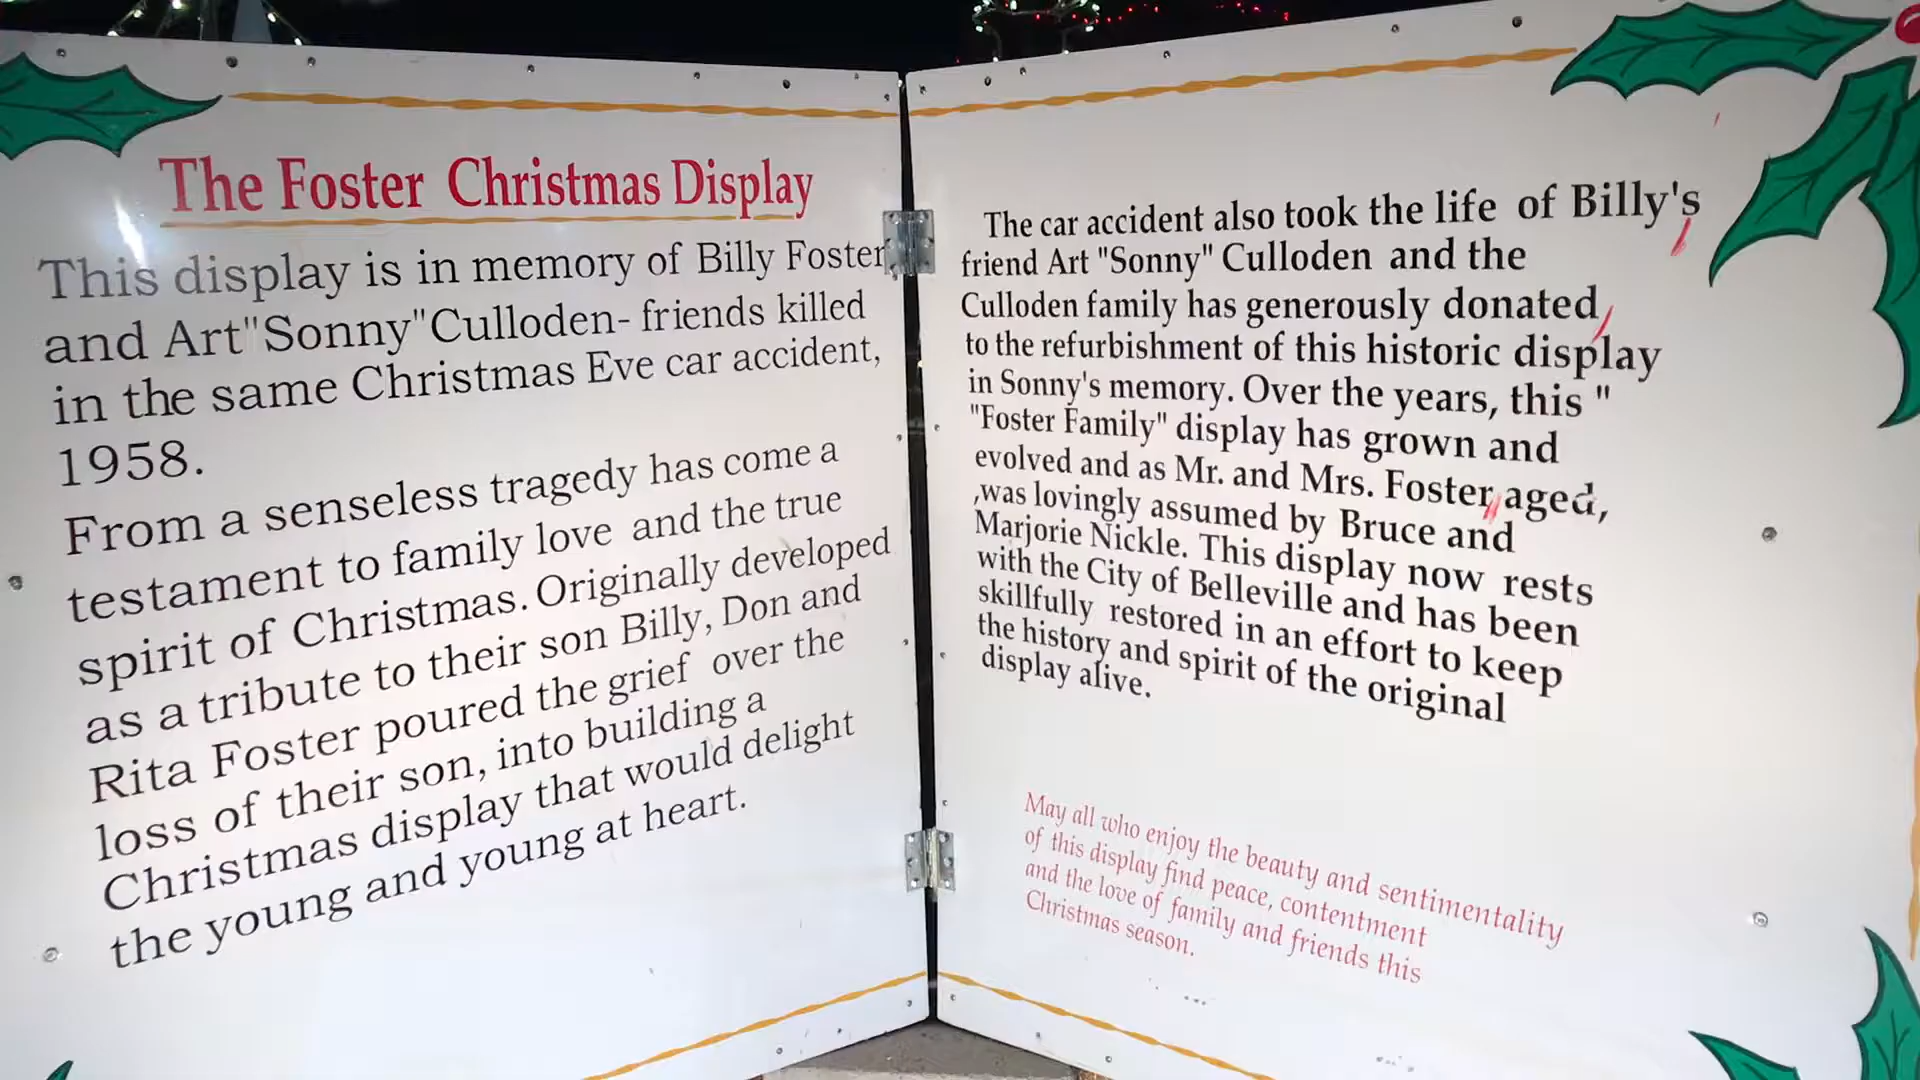 The Foster Christmas Display
This display is in memory of Billy Foster
and Art"Sonny"Culloden- friends killed
in the same Christmas Eve car accident,
1958.
From a senseless tragedy has come a
testament to family love and the true
spirit of Christmas. Originally developed
as a tribute to their son Billy, Don and
Rita Foster poured the grief over the
loss of their son, into building a
Christmas display that would delight
the young and young at heart.
The car accident also took the life of Billy's
friend Art "Sonny" Culloden and the
Culloden family has generously donated,
to the refurbishment of this historic display
in Sonny's memory. Over the years, this "
"Foster Family" display has grown and
evolved and as Mr. and Mrs. Foster, aged,
,was lovingly assumed by Bruce and
Marjorie Nickle. This display now rests
with the City of Belleville and has been
skillfully restored in an effort to keep
the history and spirit of the original
display alive.
May all who enjoy the beauty and sentimentality
of this display find peace, contentment
and the love of family and friends this
Christmas season.